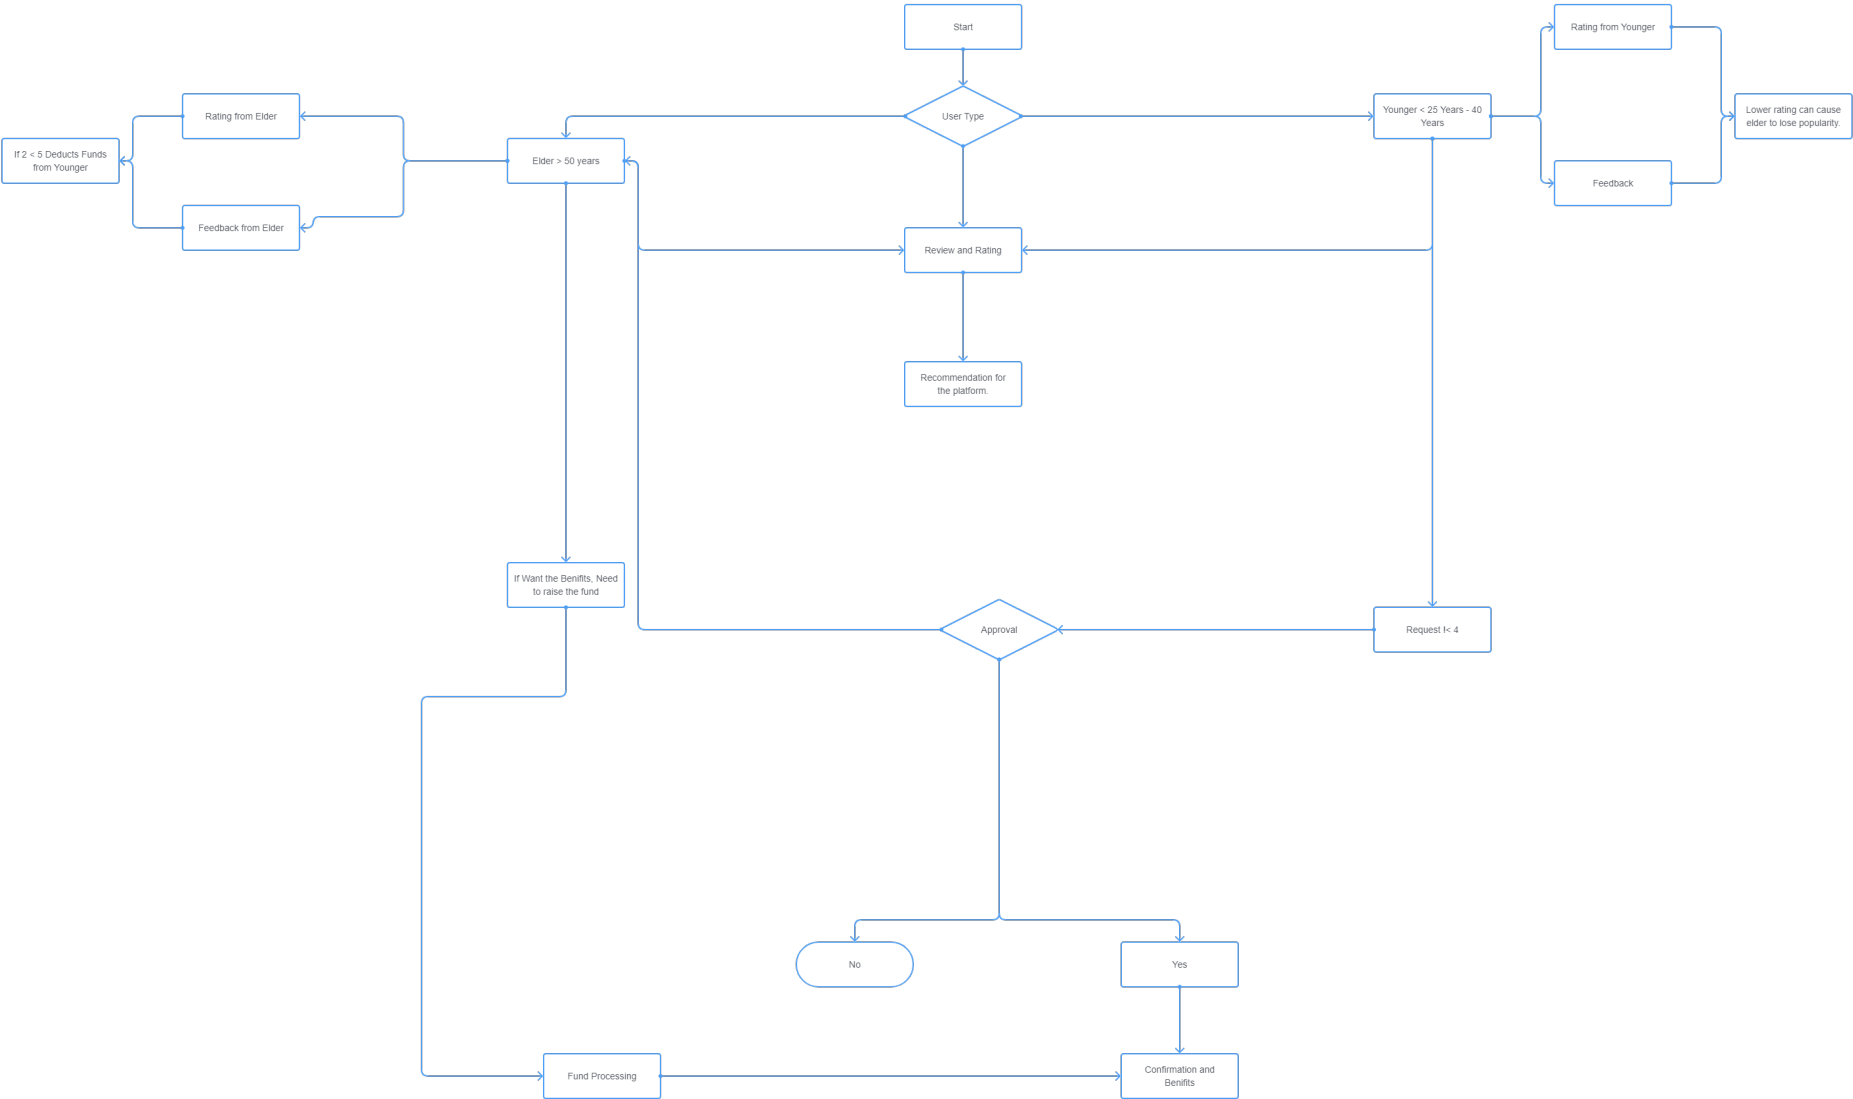 Start
Rating from Younger
Rating from Elder
User Type
Younger < 25 Years - 40
Years
Lower rating can cause
elder to lose popularity.
If 2 < 5 Deducts Funds
from Younger
Elder > 50 years
Feedback
Feedback from Elder
Review and Rating
Recommendation for
the platform.
If Want the Benifits, Need
to raise the fund
Approval
Request !< 4
No
Yes
Fund Processing
Confirmation and
Benifits